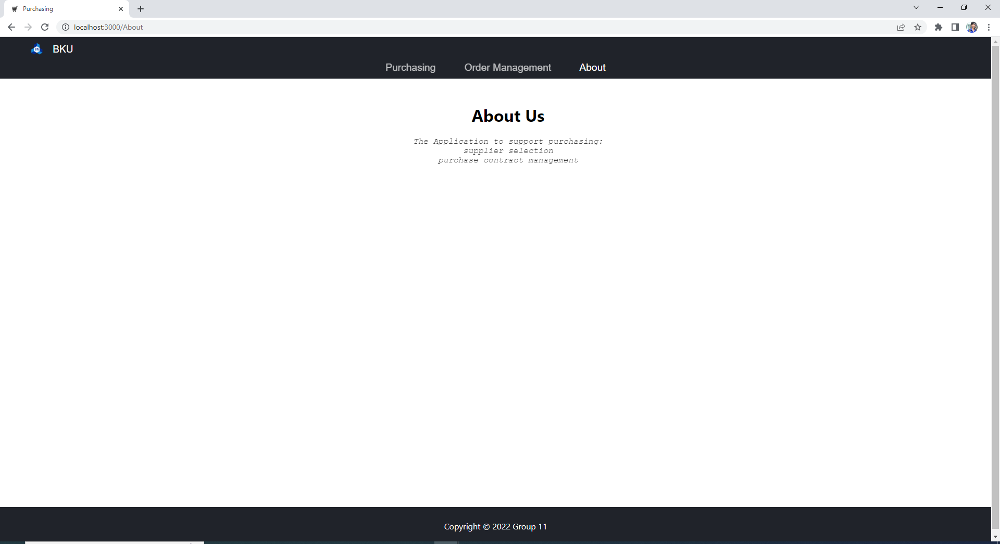 Purchasing
localhost:3000/About
BK
BKU
Purchasing Order Management About
About Us
The Application to support purchasing:
supplier selection
purchase contract management
Copyright © 2022 Group 11